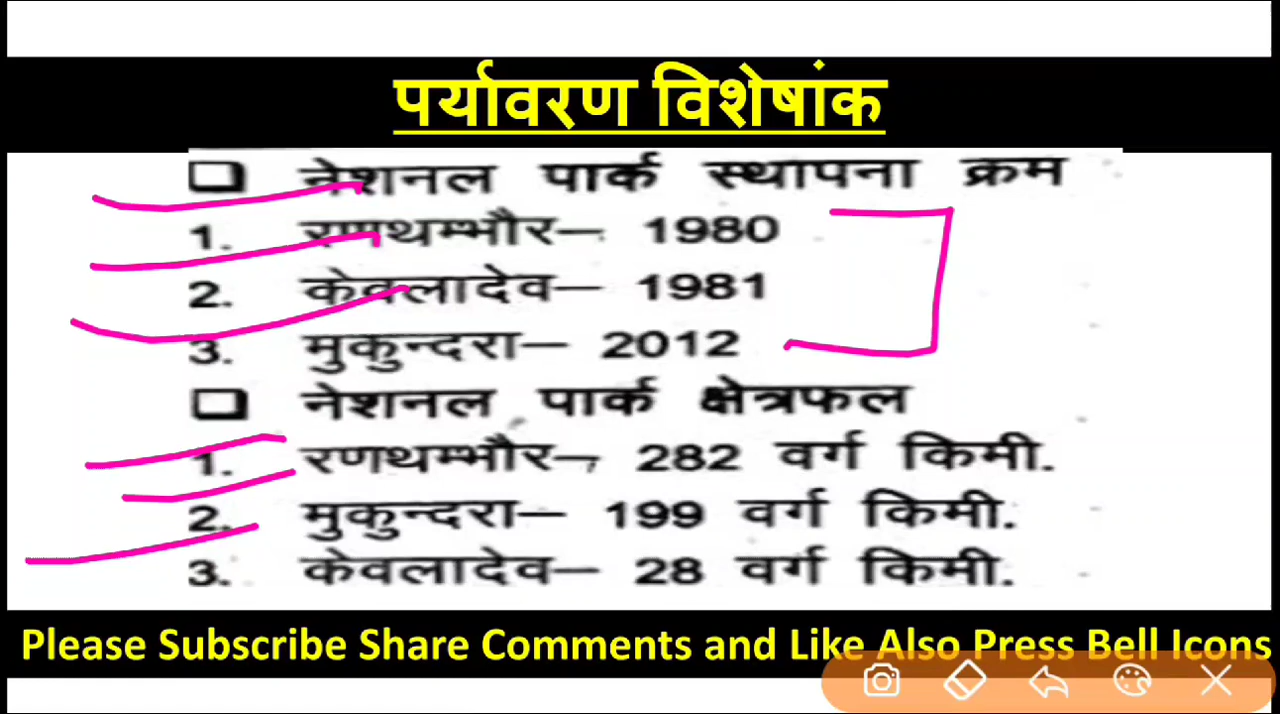 पर्यावरण विशेषांक
नेशनल पार्क स्थापना क्रम
1. रणथम्भौर— 1980
2. केवलादेव— 1981
3. मुकुन्दरा— 2012
नेशनल पार्क क्षेत्रफल
1. रणथम्भौर— 282 वर्ग किमी.
2. मुकुन्दरा— 199 वर्ग किमी.
3. केवलादेव— 28 वर्ग किमी.
Please Subscribe Share Comments and Like Also Press Bell Icons